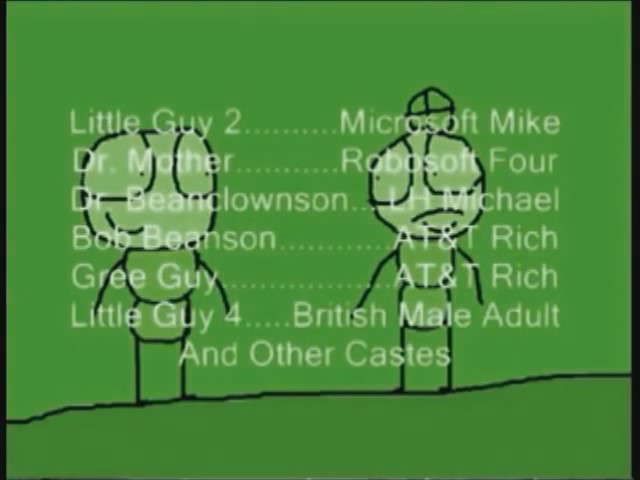 Little Guy 2..........Microsoft Mike
Dr. Mother............Robosoft Four
Dr. Beanclownson...LH Michael
Bob Beanson............AT&T Rich
Gree Guy..................AT&T Rich
Little Guy 4.....British Male Adult
And Other Castes